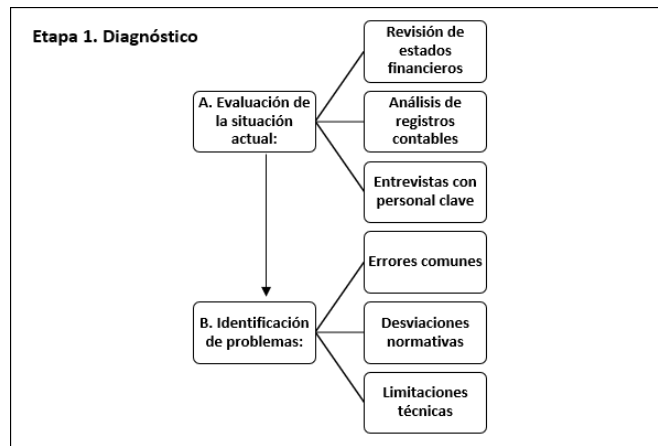 Etapa 1. Diagnóstico
Revisión de
estados
financieros
A. Evaluación de
la situación
actual:
Análisis de
registros
contables
Entrevistas con
personal clave
Errores comunes
B. Identificación
de problemas:
Desviaciones
normativas
Limitaciones
técnicas